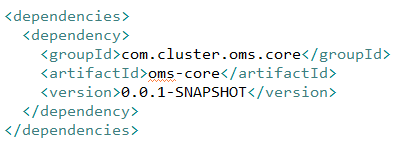 <dependencies>
<dependency>
<groupId>com.cluster.oms.core</groupId>
<artifactId>oms-core</artifactId>
<version>0.0.1-SNAPSHOT</version>
</dependency>
</dependencies>